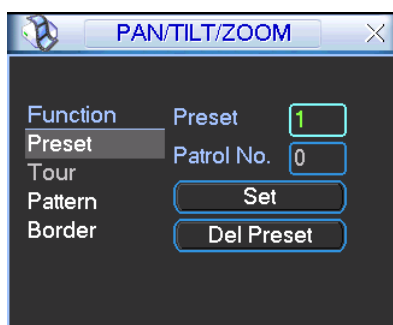 PAN/TILT/ZOOM
Function
Preset
Tour
Pattern
Border
Preset 1
Patrol No. 0
Set
Del Preset